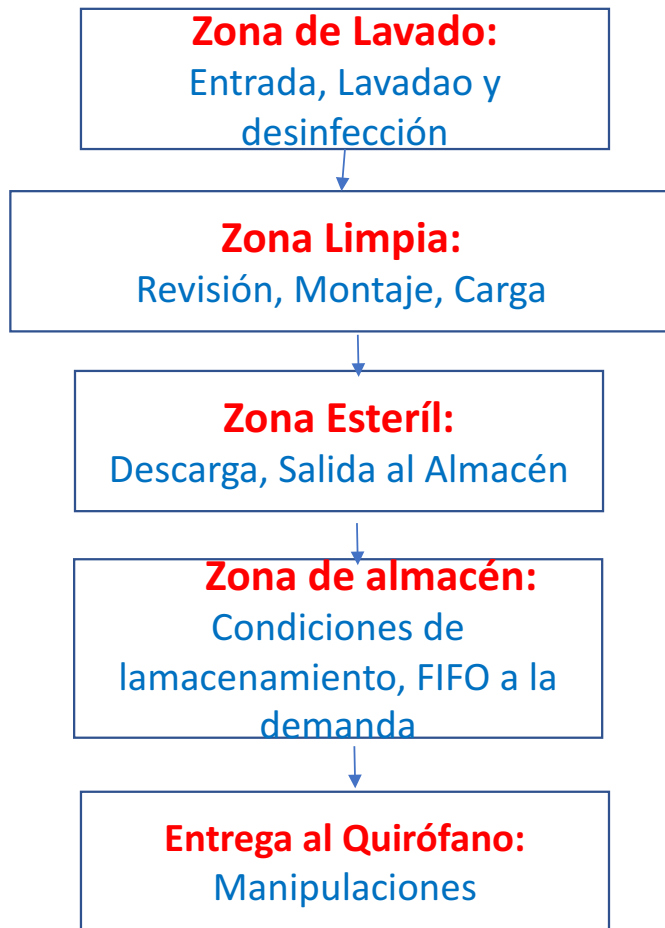 Zona de Lavado:
Entrada, Lavadao y
desinfección
Zona Limpia:
Revisión, Montaje, Carga
Zona Esteríl:
Descarga, Salida al Almacén
Zona de almacén:
Condiciones de
lamacenamiento, FIFO a la
demanda
Entrega al Quirófano:
Manipulaciones